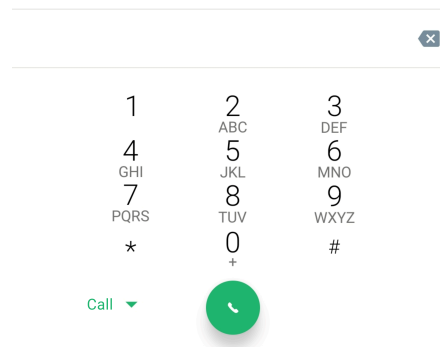 1 2 3
ABC DEF
4 5 6
GHI JKL MNO
7 8 9
PQRS TUV WXYZ
* 0 #
+
Call